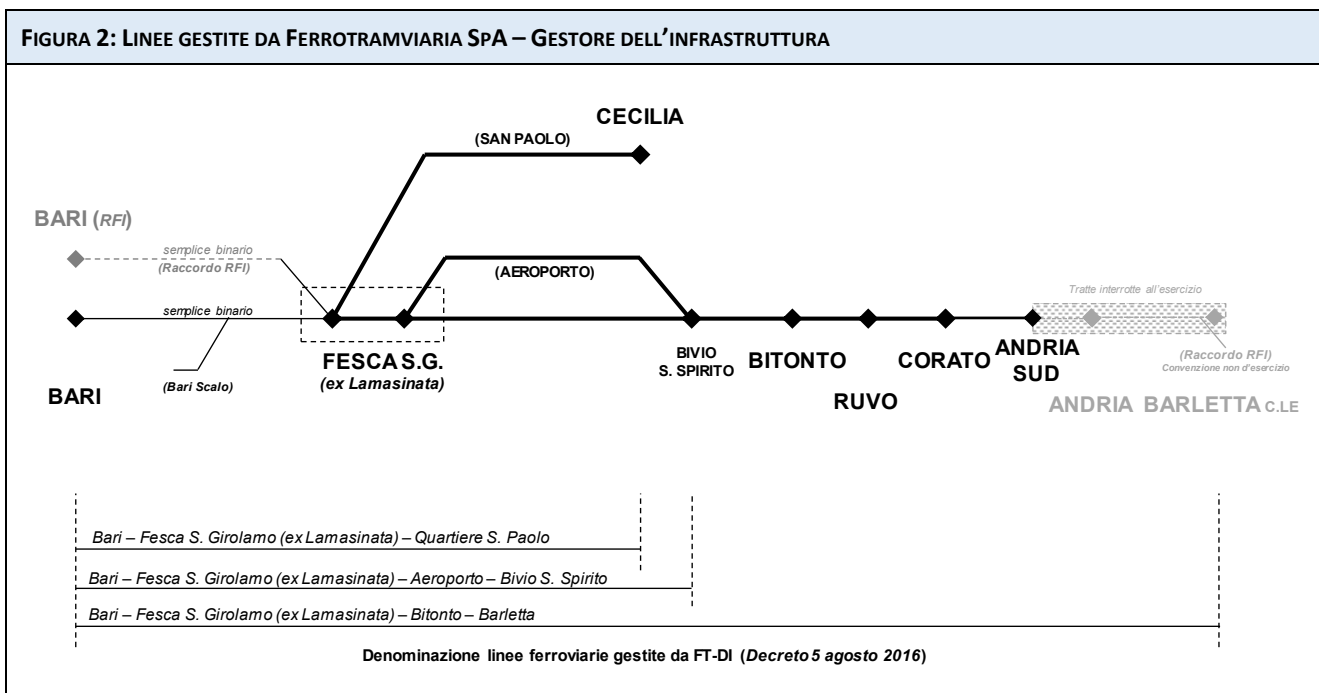 FIGURA 2: LINEE GESTITE DA FERROTRAMVIARIA SPA – GESTORE DELL'INFRASTRUTTURA
CECILIA
(SAN PAOLO)
BARI (RFI)
semplice binario
(Raccordo RFI)
(AEROPORTO)
Tratte interrotte all'esercizio
semplice binario
(Bari Scalo)
BARI
FESCA S.G.
(ex Lamasinata)
BIVIO
S. SPIRITO
BITONTO
RUVO
CORATO
ANDRIA
SUD
(Raccordo RFI)
Convenzione non d'esercizio
ANDRIA
BARLETTA C.LE
Bari – Fesca S. Girolamo (ex Lamasinata) – Quartiere S. Paolo
Bari – Fesca S. Girolamo (ex Lamasinata) – Aeroporto – Bivio S. Spirito
Bari – Fesca S. Girolamo (ex Lamasinata) – Bitonto – Barletta
Denominazione linee ferroviarie gestite da FT-DI (Decreto 5 agosto 2016)